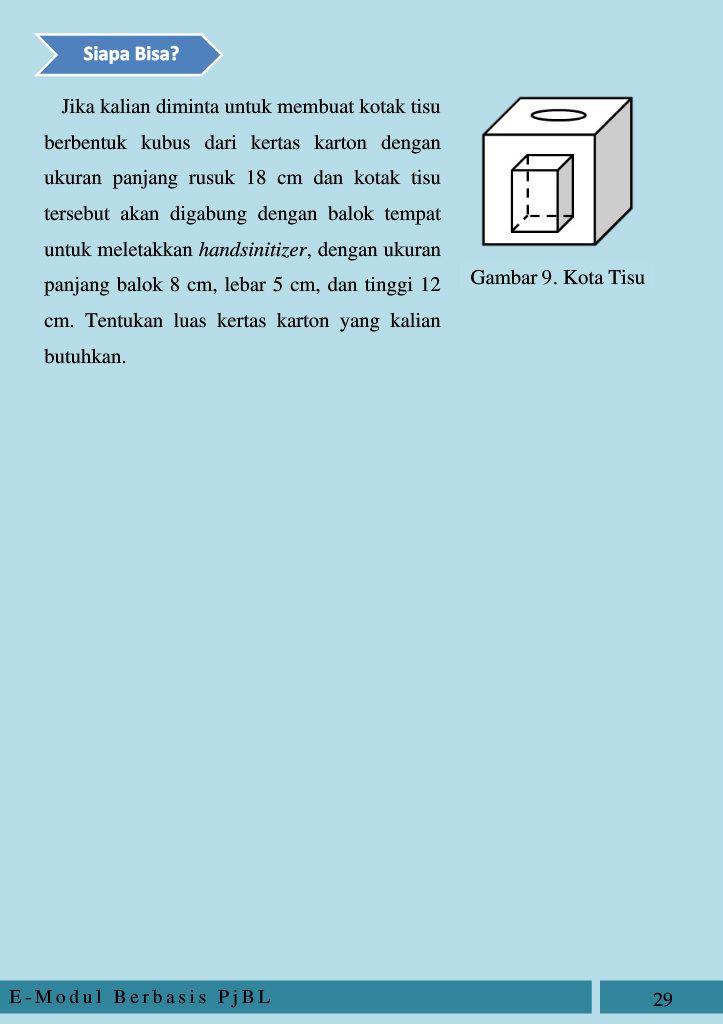 Siapa Bisa?
Jika kalian diminta untuk membuat kotak tisu
berbentuk kubus dari kertas karton dengan
ukuran panjang rusuk 18 cm dan kotak tisu
tersebut akan digabung dengan balok tempat
untuk meletakkan handsinitizer, dengan ukuran
panjang balok 8 cm, lebar 5 cm, dan tinggi 12
cm. Tentukan luas kertas karton yang kalian
butuhkan.
Gambar 9. Kota Tisu
E-Modul Berbasis PjBL
29